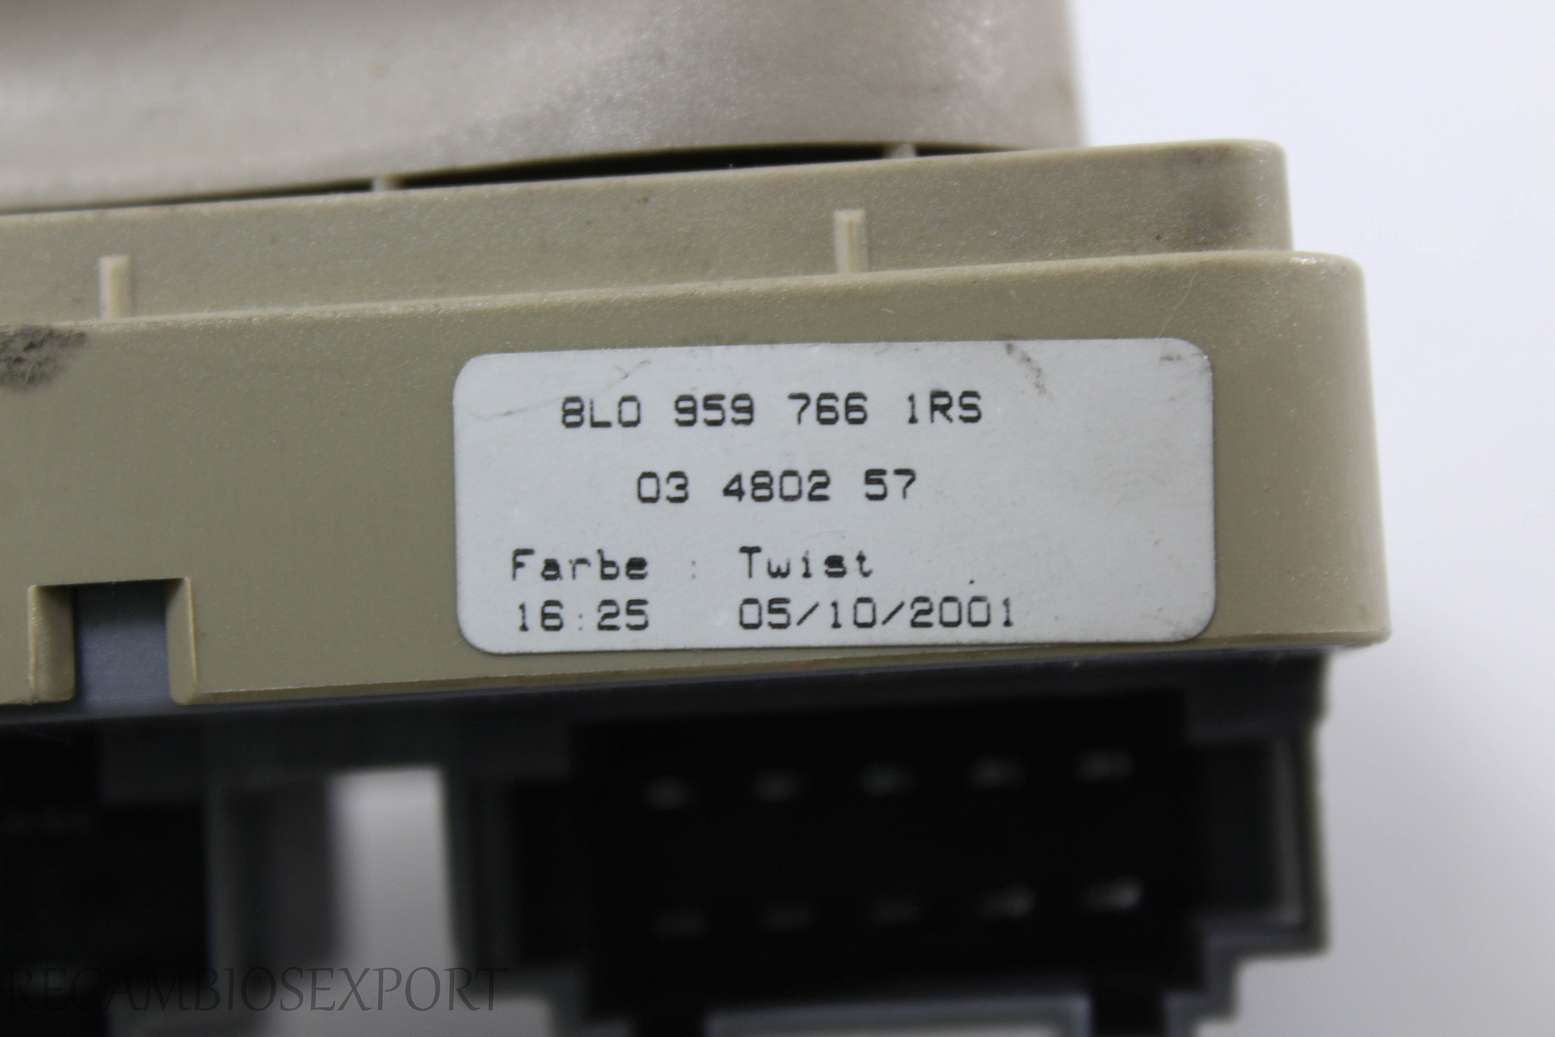 8L0 959 766 1RS
03 4802 57
Farbe : Twist
16:25 05/10/2001
RECAMBIOSEXPORT